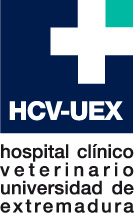 HCV-UEX
hospital clínico
veterinario
universidad de
extremadura